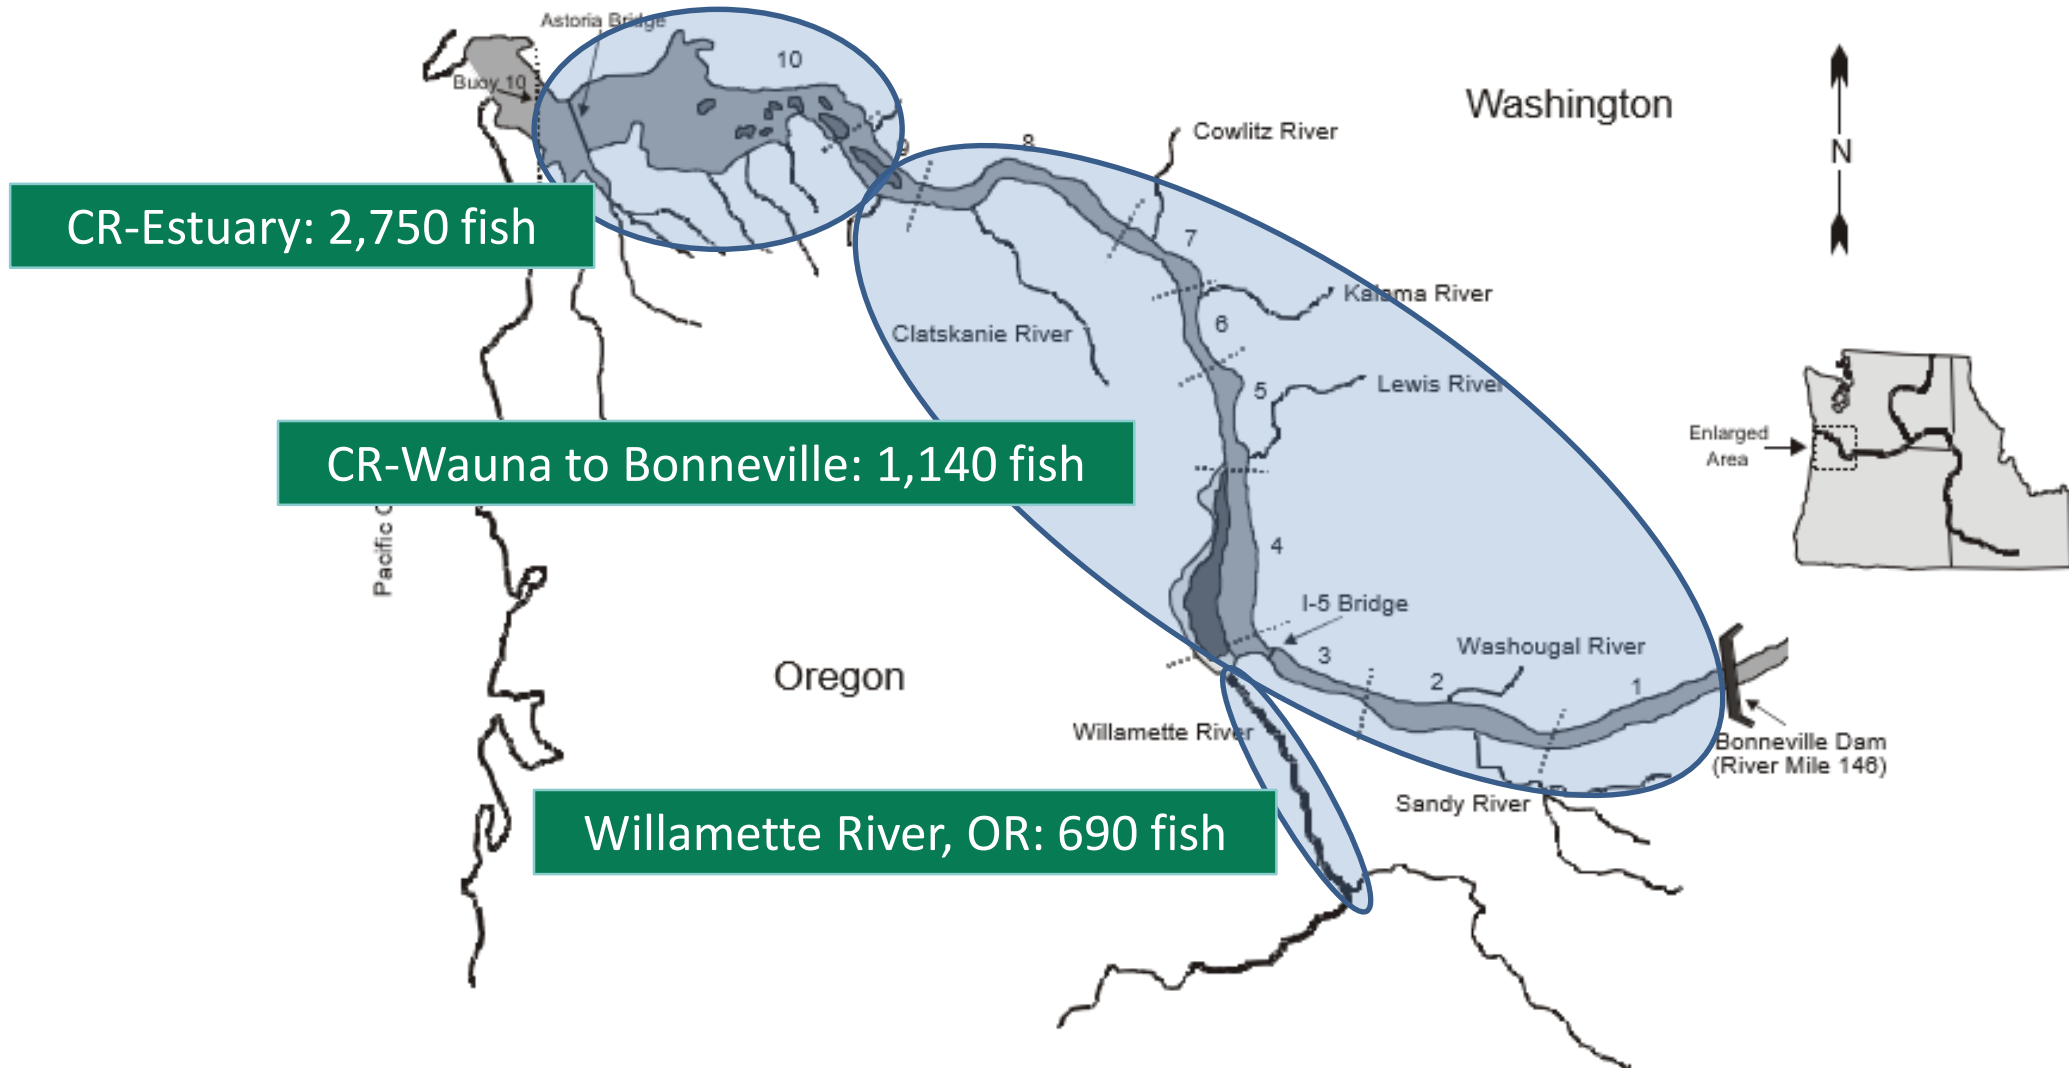 Astoria Bridge
10
Buoy 10
Washington
Cowlitz River
8
9
N
CR-Estuary: 2,750 fish
7
Kalama River
6
Clatskanie River
5
Lewis River
Enlarged
Area
CR-Wauna to Bonneville: 1,140 fish
Pacific
4
I-5 Bridge
3
Washougal River
Oregon
2
1
Willamette River
Bonneville Dam
(River Mile 146)
Sandy River
Willamette River, OR: 690 fish